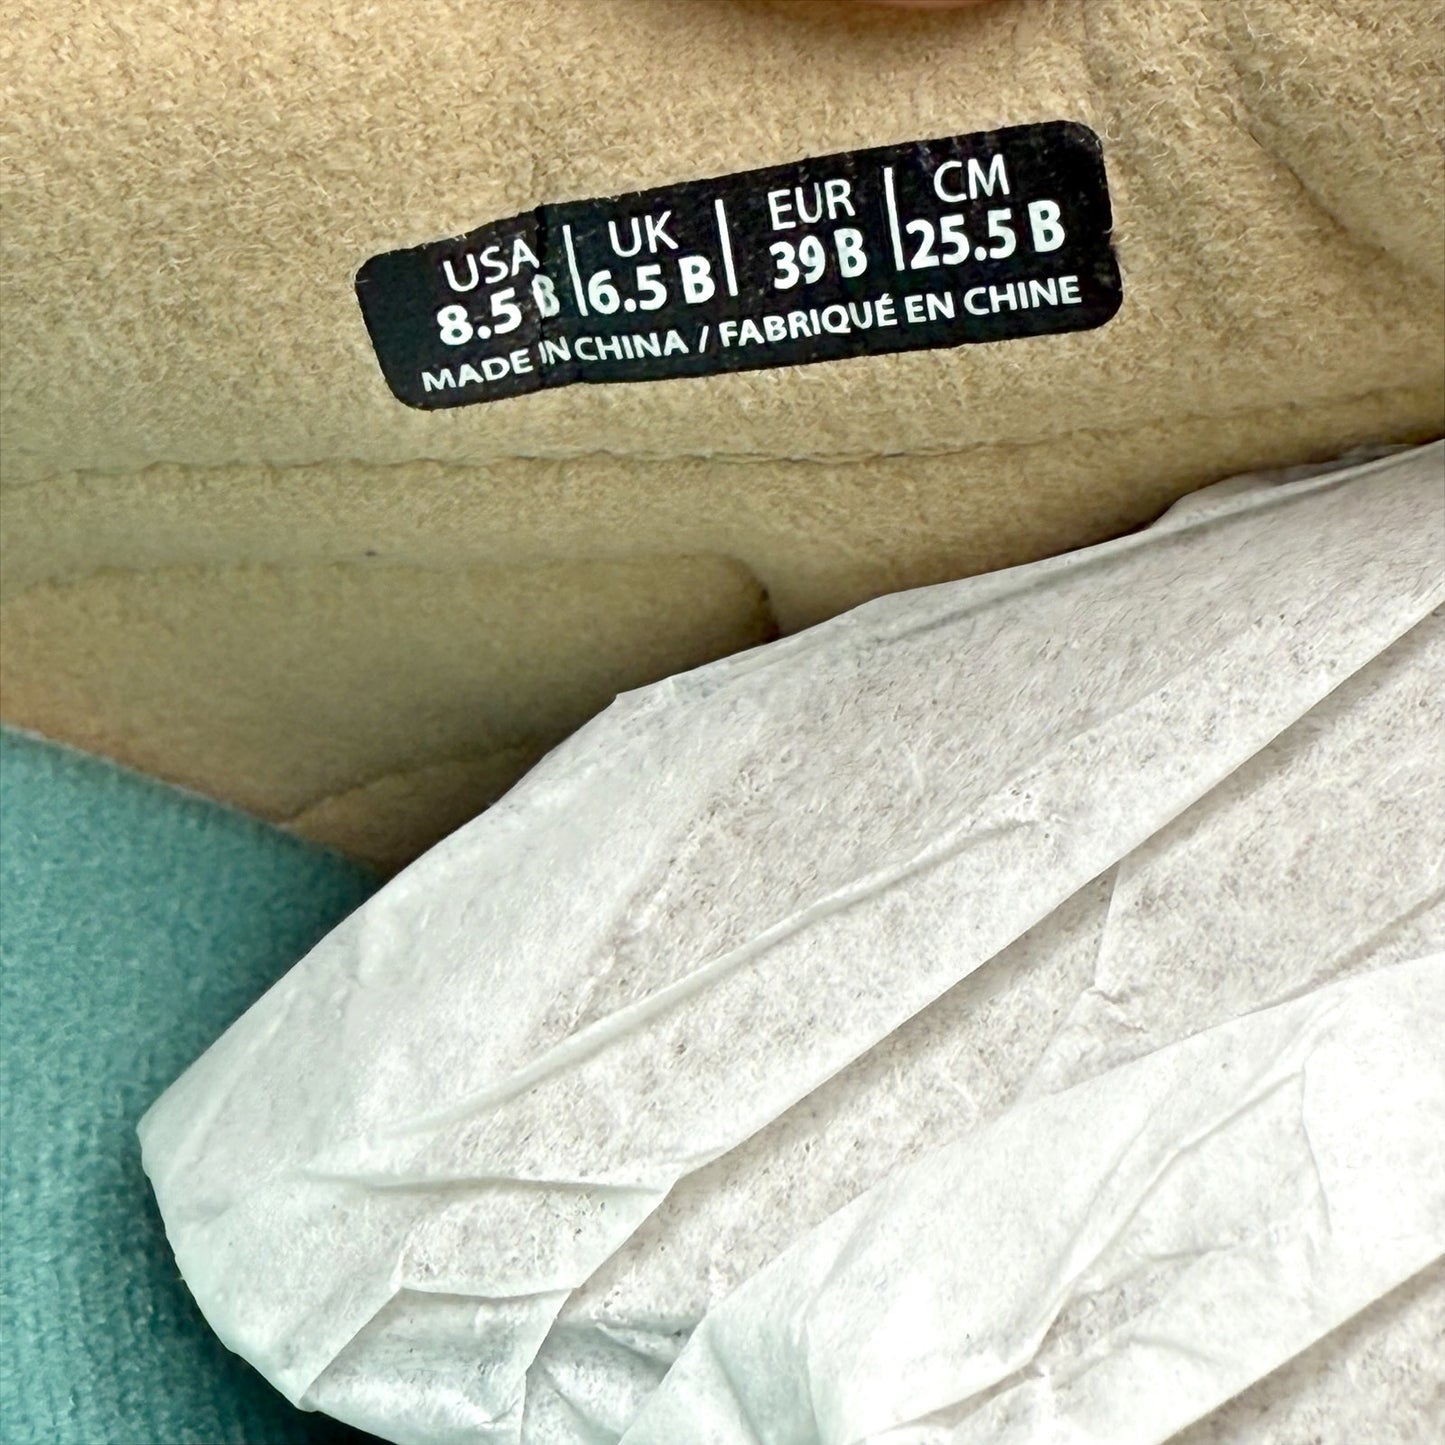 USA | UK | EUR | CM
8.5 B | 6.5 B | 39 B | 25.5 B
MADE IN CHINA / FABRIQUÉ EN CHINE